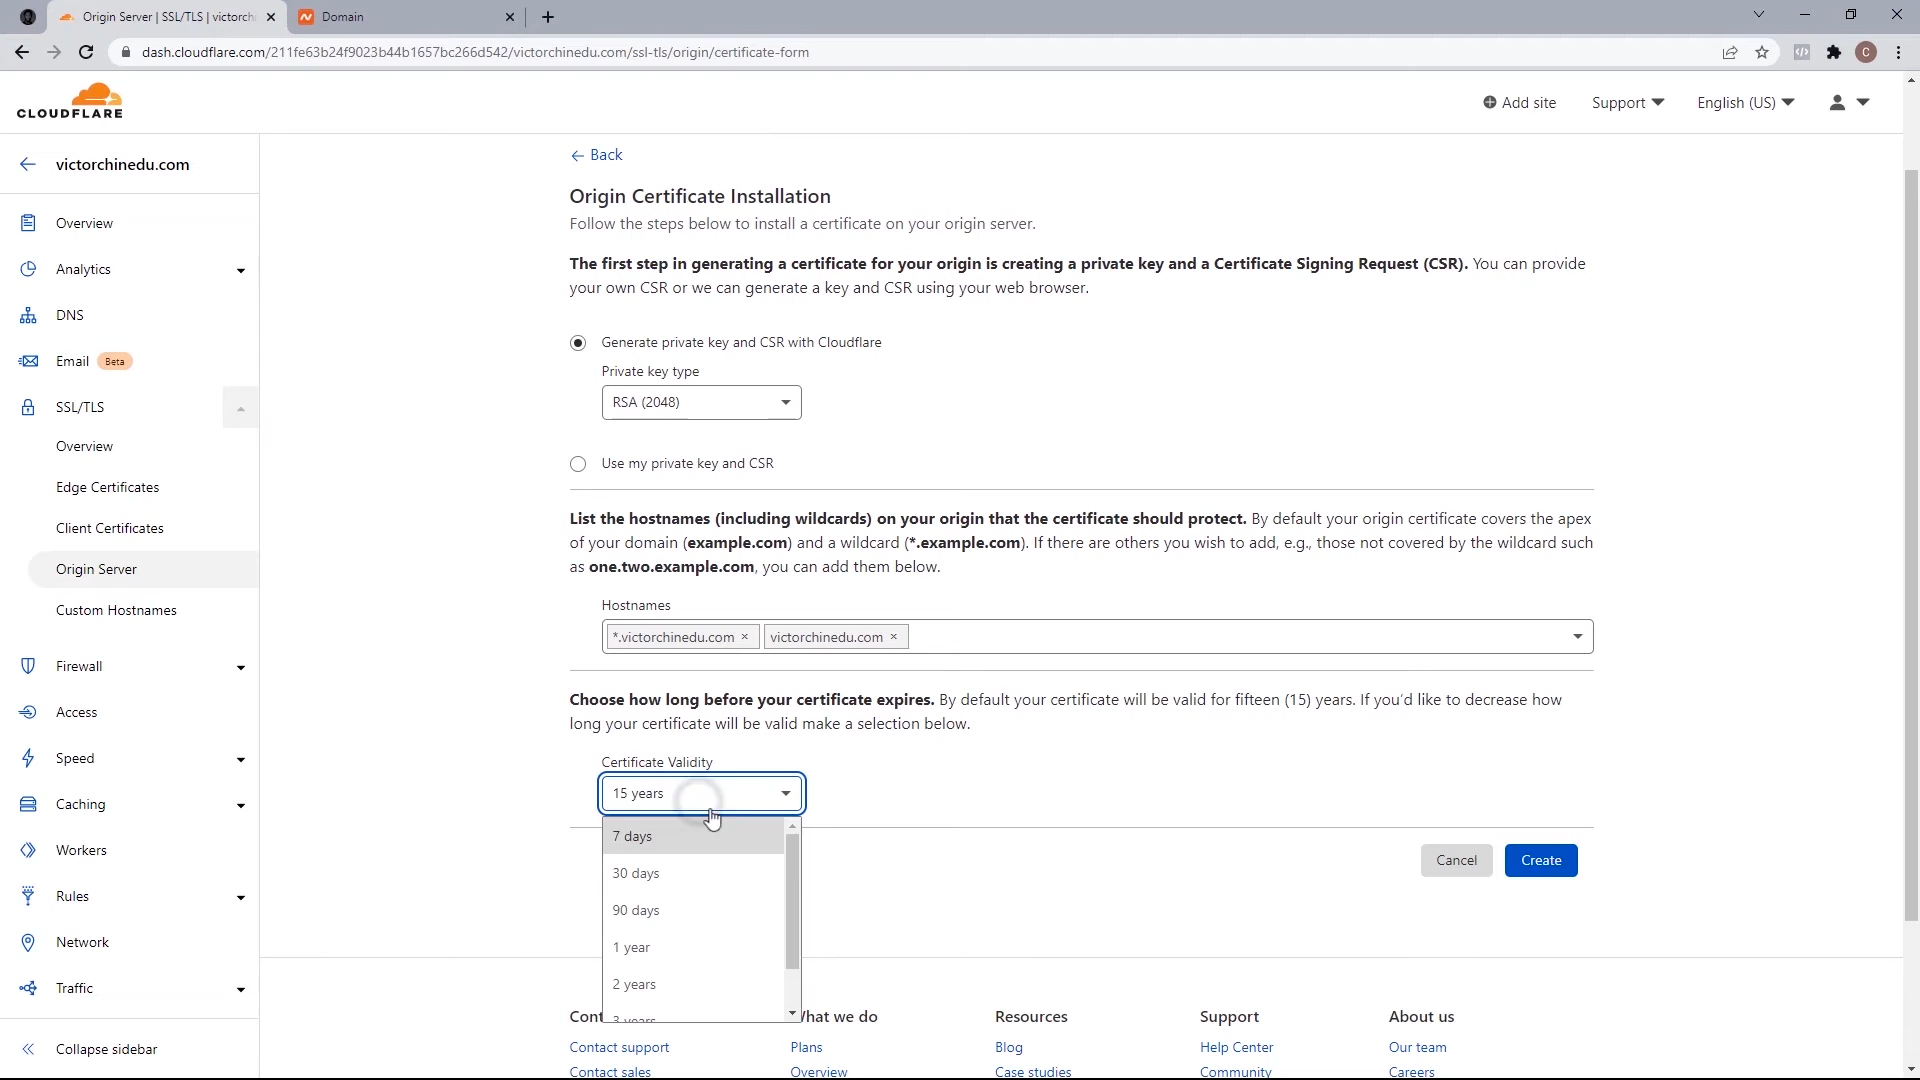 Origin Server | SSL/TLS | victorchi
Domain
dash.cloudflare.com/211fe63b24f9023b44b1657bc266d542/victorchinedu.com/ssl-tls/origin/certificate-form
C
CLOUDFLARE
Add site
Support
English (US)
victorchinedu.com
Overview
Analytics
DNS
Email Beta
SSL/TLS
Overview
Edge Certificates
Client Certificates
Origin Server
Custom Hostnames
Firewall
Access
Speed
Caching
Workers
Rules
Network
Traffic
Collapse sidebar
← Back
Origin Certificate Installation
Follow the steps below to install a certificate on your origin server.
The first step in generating a certificate for your origin is creating a private key and a Certificate Signing Request (CSR). You can provide
your own CSR or we can generate a key and CSR using your web browser.
Generate private key and CSR with Cloudflare
Private key type
RSA (2048)
Use my private key and CSR
List the hostnames (including wildcards) on your origin that the certificate should protect. By default your origin certificate covers the apex
of your domain (example.com) and a wildcard (*.example.com). If there are others you wish to add, e.g., those not covered by the wildcard such
as one.two.example.com, you can add them below.
Hostnames
*.victorchinedu.com × victorchinedu.com ×
Choose how long before your certificate expires. By default your certificate will be valid for fifteen (15) years. If you'd like to decrease how
long your certificate will be valid make a selection below.
Certificate Validity
15 years
7 days
30 days
90 days
1 year
2 years
3 years
Cancel
Create
Cont
What we do
Resources
Support
About us
Contact support
Plans
Blog
Help Center
Our team
Contact sales
Overview
Case studies
Community
Careers